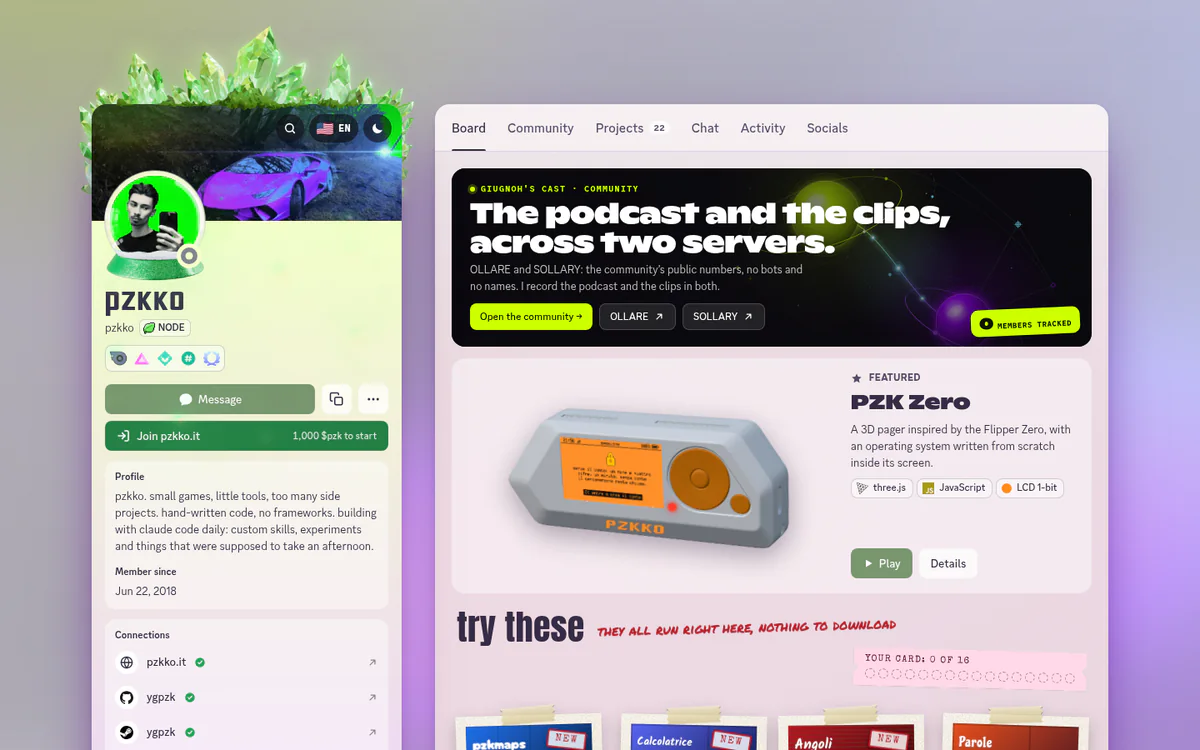 EN
pzkko
pzkko
NODE
Message
Join pzkko.it
1,000 $pzk to start
Profile
pzkko. small games, little tools, too many side
projects. hand-written code, no frameworks. building
with claude code daily: custom skills, experiments
and things that were supposed to take an afternoon.
Member since
Jun 22, 2018
Connections
pzkko.it
ygpzk
ygpzk
Board
Community
Projects 22
Chat
Activity
Socials
GIUGNOH'S CAST · COMMUNITY
The podcast and the clips,
across two servers.
OLLARE and SOLLARY: the community's public numbers, no bots and
no names. I record the podcast and the clips in both.
Open the community →
OLLARE ↗
SOLLARY ↗
MEMBERS TRACKED
PZKKO
FEATURED
PZK Zero
A 3D pager inspired by the Flipper Zero, with
an operating system written from scratch
inside its screen.
three.js
JS JavaScript
LCD 1-bit
Play
Details
try these
THEY ALL RUN RIGHT HERE, NOTHING TO DOWNLOAD
YOUR CARD: 0 OF 16
pzkmaps
NEW
Calcolatrice
NEW
Angoli
NEW
Parole
NEW